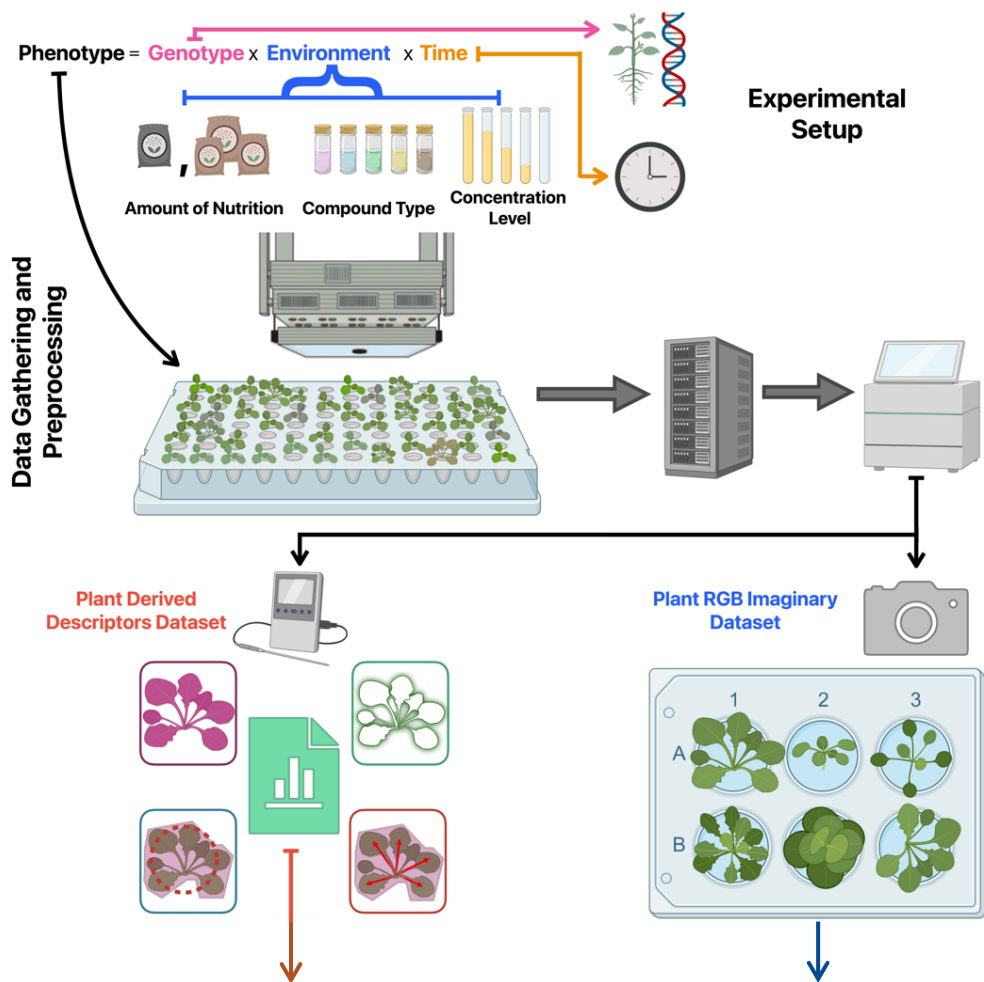 Phenotype = Genotype x Environment x Time
Experimental
Setup
,
Amount of Nutrition
Compound Type
Concentration
Level
Data Gathering and
Preprocessing
Plant Derived
Descriptors Dataset
Plant RGB Imaginary
Dataset
1 2 3
A
B